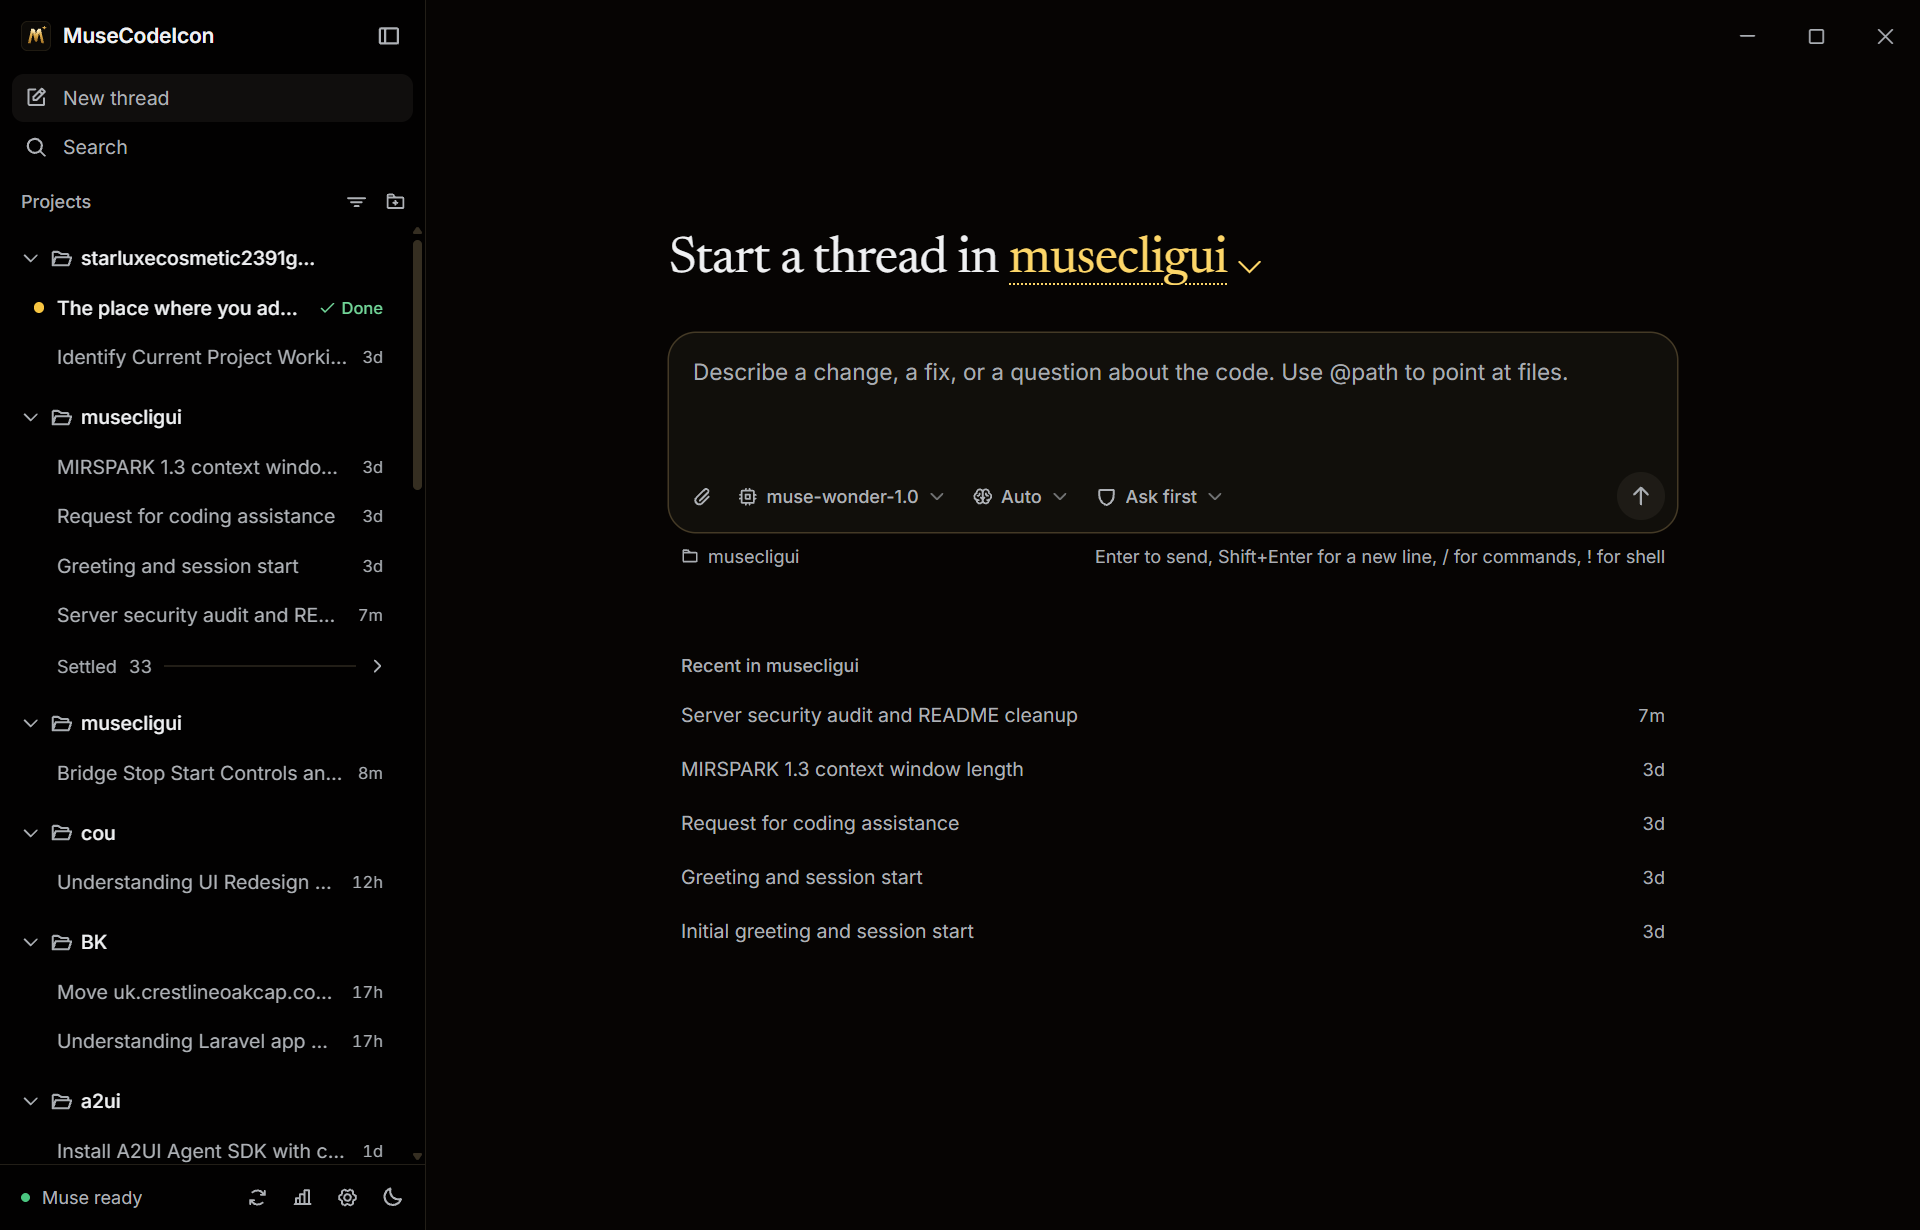 MuseCodeIcon
New thread
Search
Projects
starluxecosmetic2391g...
The place where you ad... Done
Identify Current Project Worki... 3d
musecligui
MIRSPARK 1.3 context windo... 3d
Request for coding assistance 3d
Greeting and session start 3d
Server security audit and RE... 7m
Settled 33
musecligui
Bridge Stop Start Controls an... 8m
cou
Understanding UI Redesign ... 12h
BK
Move uk.crestlineoakcap.co... 17h
Understanding Laravel app ... 17h
a2ui
Install A2UI Agent SDK with c... 1d
Muse ready
Start a thread in musecligui
Describe a change, a fix, or a question about the code. Use @path to point at files.
muse-wonder-1.0 Auto Ask first
musecligui Enter to send, Shift+Enter for a new line, / for commands, ! for shell
Recent in musecligui
Server security audit and README cleanup 7m
MIRSPARK 1.3 context window length 3d
Request for coding assistance 3d
Greeting and session start 3d
Initial greeting and session start 3d